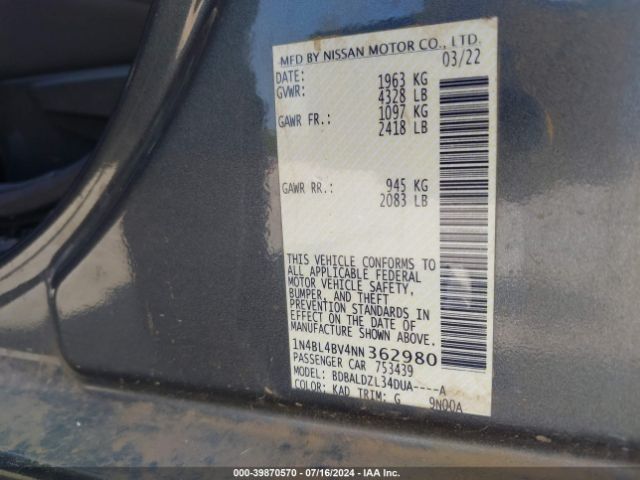 MFD BY NISSAN MOTOR CO., LTD.
DATE: 03/22
GVWR: 1963 KG
4328 LB
GAWR FR.: 1097 KG
2418 LB
GAWR RR.: 945 KG
2083 LB
THIS VEHICLE CONFORMS TO
ALL APPLICABLE FEDERAL
MOTOR VEHICLE SAFETY,
BUMPER, AND THEFT
PREVENTION STANDARDS IN
EFFECT ON THE DATE OF
MANUFACTURE SHOWN ABOVE.
1N4BL4BV4NN362980
PASSENGER CAR 753439
MODEL: BDBALDZL34DUA----A
COLOR: KAD TRIM: G 9N00A
000-39870570 - 07/16/2024 - IAA Inc.